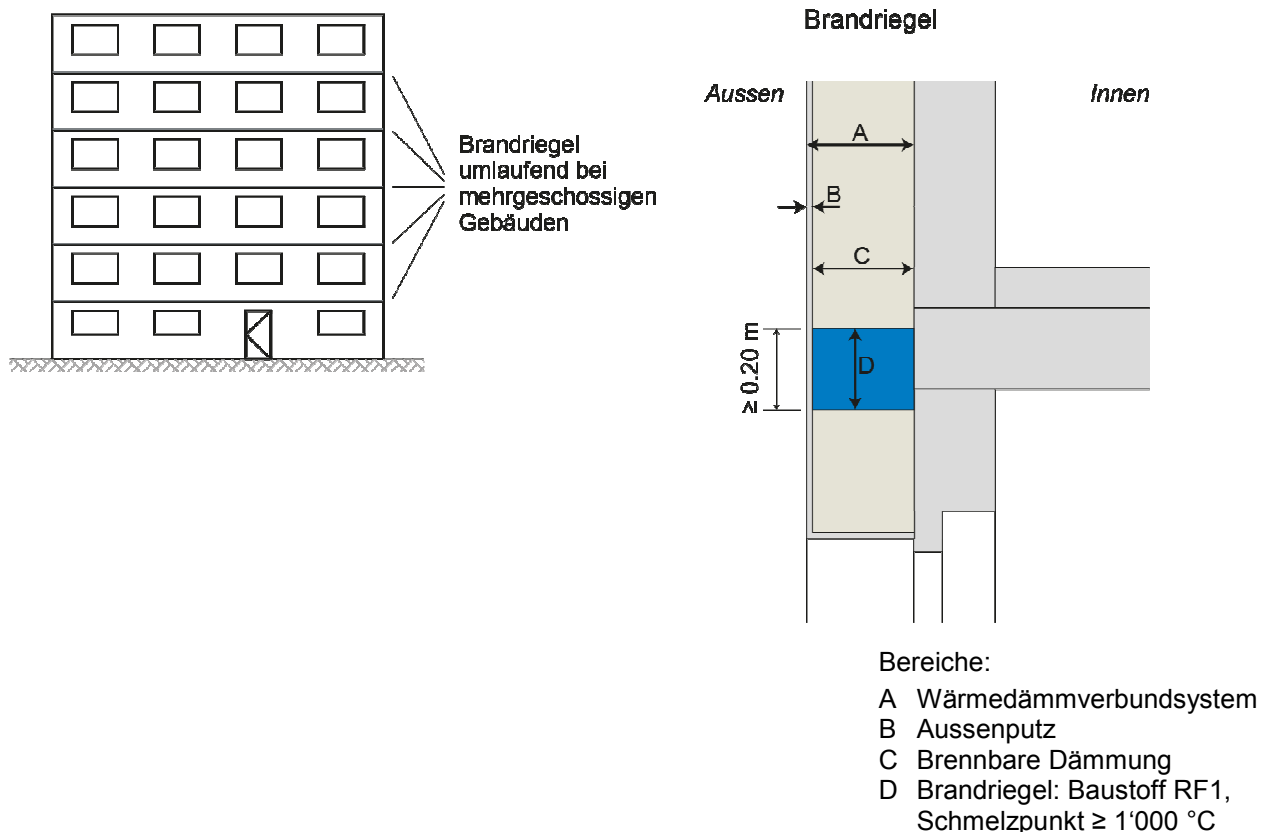 Brandriegel
Aussen
Innen
Brandriegel
umlaufend bei
mehrgeschossigen
Gebäuden
A
B
C
≥ 0.20 m
D
Bereiche:
A Wärmedämmverbundsystem
B Aussenputz
C Brennbare Dämmung
D Brandriegel: Baustoff RF1,
Schmelzpunkt ≥ 1‘000 °C